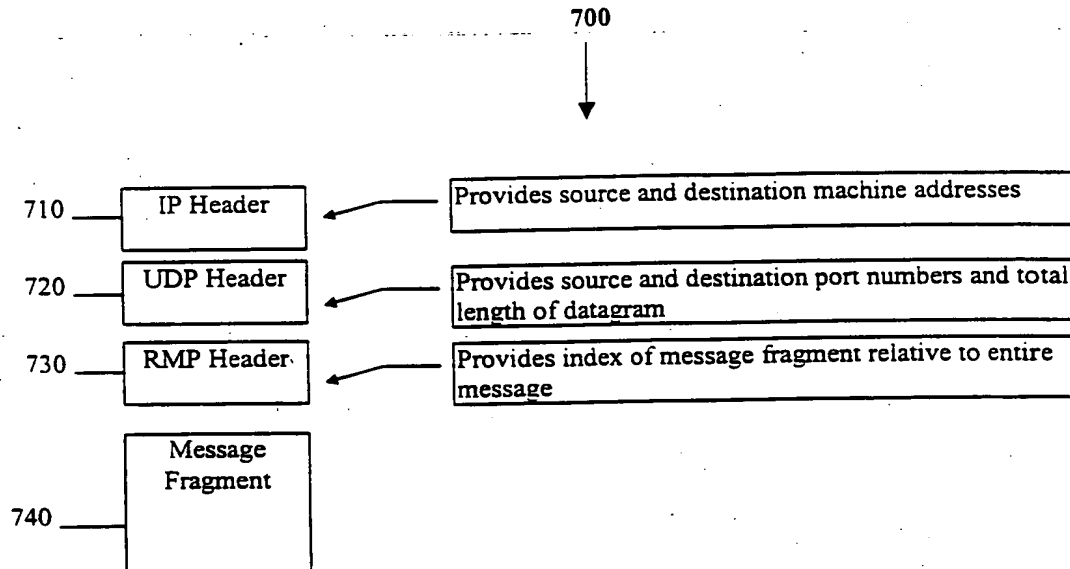 700
710
IP Header
Provides source and destination machine addresses
720
UDP Header
Provides source and destination port numbers and total
length of datagram
730
RMP Header
Provides index of message fragment relative to entire
message
Message
Fragment
740